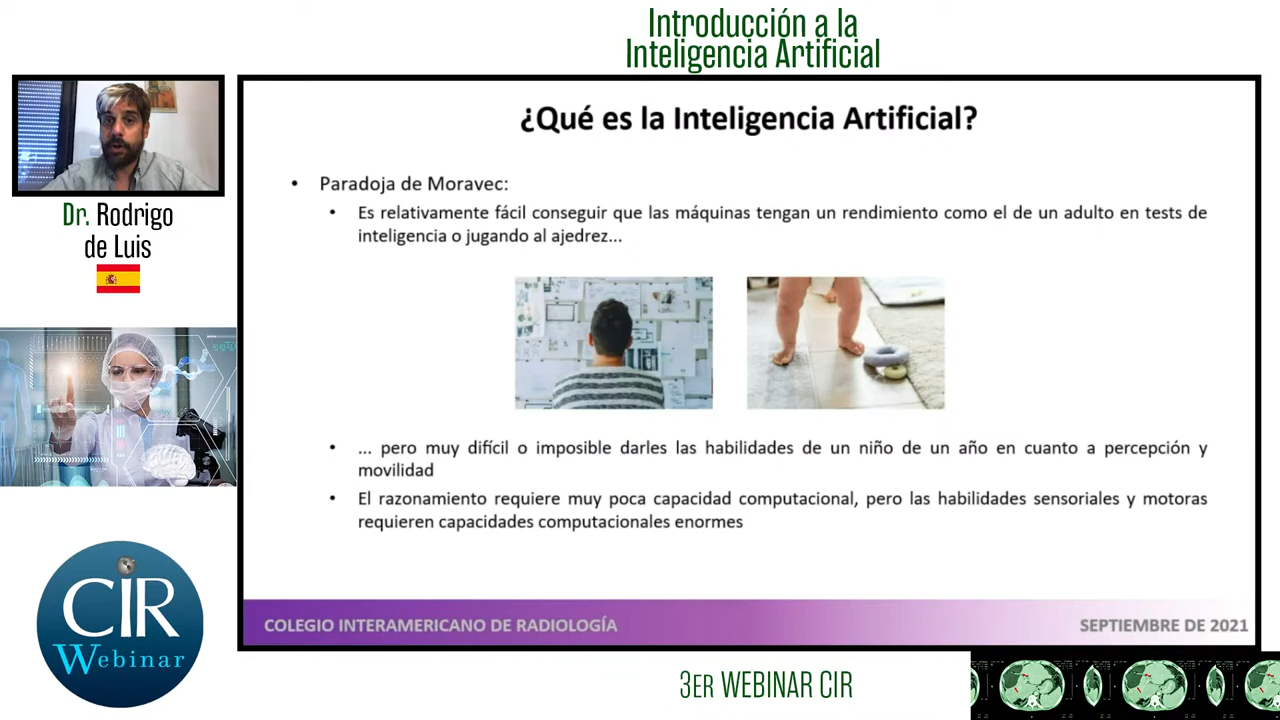 Introducción a la
Inteligencia Artificial
Dr. Rodrigo
de Luis
¿Qué es la Inteligencia Artificial?
• Paradoja de Moravec:
• Es relativamente fácil conseguir que las máquinas tengan un rendimiento como el de un adulto en tests de
inteligencia o jugando al ajedrez...
• ... pero muy difícil o imposible darles las habilidades de un niño de un año en cuanto a percepción y
movilidad
• El razonamiento requiere muy poca capacidad computacional, pero las habilidades sensoriales y motoras
requieren capacidades computacionales enormes
COLEGIO INTERAMERICANO DE RADIOLOGÍA
SEPTIEMBRE DE 2021
CIR
Webinar
3ER WEBINAR CIR